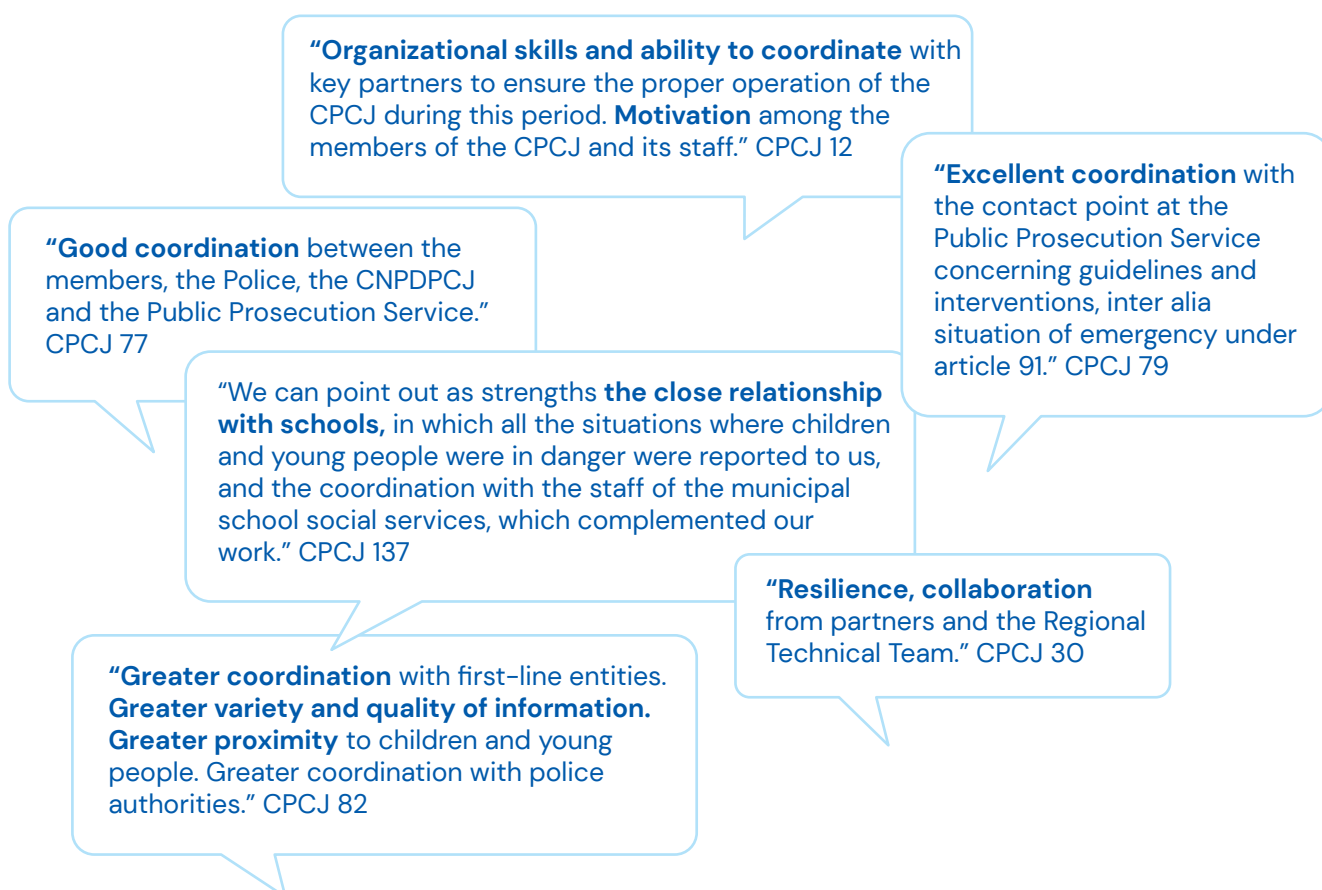 “Organizational skills and ability to coordinate with
key partners to ensure the proper operation of the
CPCJ during this period. Motivation among the
members of the CPCJ and its staff.” CPCJ 12
“Excellent coordination with
the contact point at the
Public Prosecution Service
concerning guidelines and
interventions, inter alia
situation of emergency under
article 91.” CPCJ 79
“Good coordination between the
members, the Police, the CNPDPCJ
and the Public Prosecution Service.”
CPCJ 77
“We can point out as strengths the close relationship
with schools, in which all the situations where children
and young people were in danger were reported to us,
and the coordination with the staff of the municipal
school social services, which complemented our
work.” CPCJ 137
“Resilience, collaboration
from partners and the Regional
Technical Team.” CPCJ 30
“Greater coordination with first-line entities.
Greater variety and quality of information.
Greater proximity to children and young
people. Greater coordination with police
authorities.” CPCJ 82